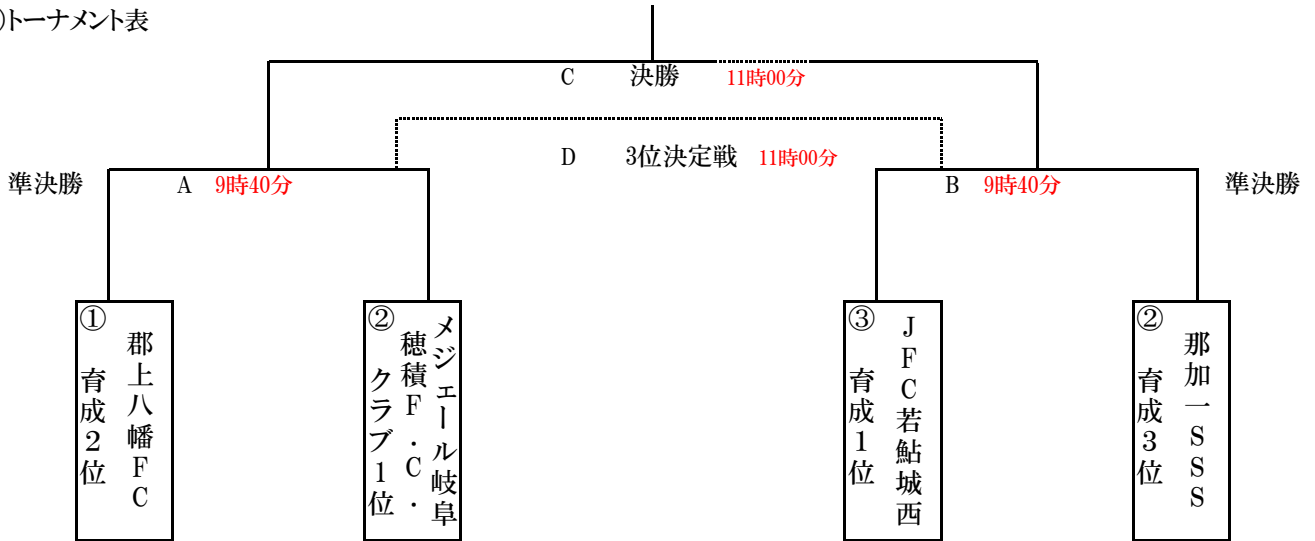 )トーナメント表
C 決勝 11時00分
D 3位決定戦 11時00分
準決勝 A 9時40分 B 9時40分 準決勝
①
郡上八幡FC
育成2位
②
メジェール岐阜
穂積F.C.
クラブ1位
③
JFC若鮎城西
育成1位
②
那加一SSS
育成3位